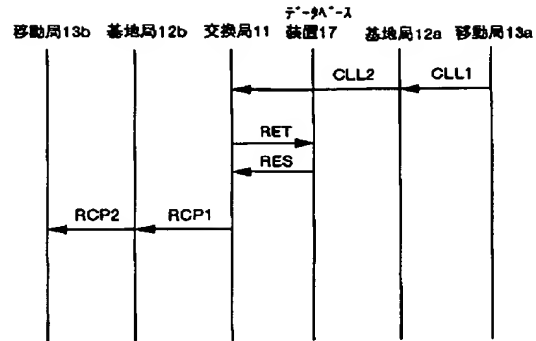 データベース
移動局13b 基地局12b 交換局11 装置17 基地局12a 移動局13a
CLL2 CLL1
RET
RES
RCP2 RCP1